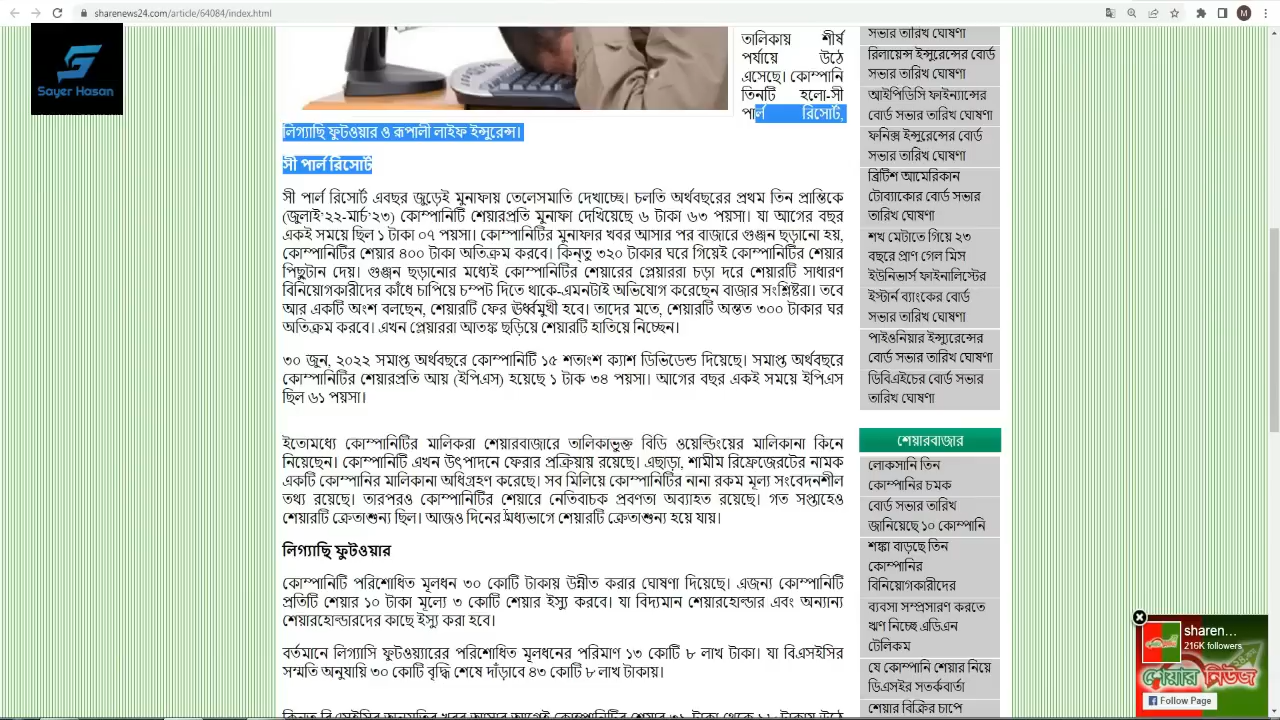 sharenews24.com/article/64084/index.html
M
Sayer Hasan
তালিকায় শীর্ষ
পর্যায়ে উঠে
এসেছে। কোম্পানি
তিনটি হলো-সী
পার্ল রিসোর্ট,
লিগ্যাছি ফুটওয়ার ও রূপালী লাইফ ইন্সুরেন্স।
সী পার্ল রিসোর্ট
সী পার্ল রিসোর্ট এবছর জুড়েই মুনাফায় তেলেসমাতি দেখাচ্ছে। চলতি অর্থবছরের প্রথম তিন প্রান্তিকে
(জুলাই’২২-মার্চ’২৩) কোম্পানিটি শেয়ারপ্রতি মুনাফা দেখিয়েছে ৬ টাকা ৬৩ পয়সা। যা আগের বছর
একই সময়ে ছিল ১ টাকা ০৭ পয়সা। কোম্পানিটির মুনাফার খবর আসার পর বাজারে গুঞ্জন ছড়ানো হয়,
কোম্পানিটির শেয়ার ৪০০ টাকা অতিক্রম করবে। কিন্তু ৩২০ টাকার ঘরে গিয়েই কোম্পানিটির শেয়ার
পিছুটান দেয়। গুঞ্জন ছড়ানোর মধ্যেই কোম্পানিটির শেয়ারের প্লেয়াররা চড়া দরে শেয়ারটি সাধারণ
বিনিয়োগকারীদের কাঁধে চাপিয়ে চম্পট দিতে থাকে-এমনটাই অভিযোগ করেছেন বাজার সংশ্লিষ্টরা। তবে
আর একটি অংশ বলছেন, শেয়ারটি ফের ঊর্ধ্বমুখী হবে। তাদের মতে, শেয়ারটি অন্তত ৩০০ টাকার ঘর
অতিক্রম করবে। এখন প্লেয়াররা আতঙ্ক ছড়িয়ে শেয়ারটি হাতিয়ে নিচ্ছেন।
৩০ জুন, ২০২২ সমাপ্ত অর্থবছরে কোম্পানিটি ১৫ শতাংশ ক্যাশ ডিভিডেন্ড দিয়েছে। সমাপ্ত অর্থবছরে
কোম্পানিটির শেয়ারপ্রতি আয় (ইপিএস) হয়েছে ১ টাক ৩৪ পয়সা। আগের বছর একই সময়ে ইপিএস
ছিল ৬১ পয়সা।
ইতোমধ্যে কোম্পানিটির মালিকরা শেয়ারবাজারে তালিকাভুক্ত বিডি ওয়েল্ডিংয়ের মালিকানা কিনে
নিয়েছেন। কোম্পানিটি এখন উৎপাদনে ফেরার প্রক্রিয়ায় রয়েছে। এছাড়া, শামীম রিফ্রেজেরটের নামক
একটি কোম্পানির মালিকানা অধিগ্রহণ করেছে। সব মিলিয়ে কোম্পানিটির নানা রকম মূল্য সংবেদনশীল
তথ্য রয়েছে। তারপরও কোম্পানিটির শেয়ারে নেতিবাচক প্রবণতা অব্যাহত রয়েছে। গত সপ্তাহেও
শেয়ারটি ক্রেতাশুন্য ছিল। আজও দিনের মধ্যভাগে শেয়ারটি ক্রেতাশুন্য হয়ে যায়।
লিগ্যাছি ফুটওয়ার
কোম্পানিটি পরিশোধিত মূলধন ৩০ কোটি টাকায় উন্নীত করার ঘোষণা দিয়েছে। এজন্য কোম্পানিটি
প্রতিটি শেয়ার ১০ টাকা মূল্যে ৩ কোটি শেয়ার ইস্যু করবে। যা বিদ্যমান শেয়ারহোল্ডার এবং অন্যান্য
শেয়ারহোল্ডারদের কাছে ইস্যু করা হবে।
বর্তমানে লিগ্যাসি ফুটওয়্যারের পরিশোধিত মূলধনের পরিমাণ ১৩ কোটি ৮ লাখ টাকা। যা বিএসইসির
সম্মতি অনুযায়ি ৩০ কোটি বৃদ্ধি শেষে দাঁড়াবে ৪৩ কোটি ৮ লাখ টাকায়।
সভার তারিখ ঘোষণা
রিলায়েন্স ইন্সুরেন্সের বোর্ড
সভার তারিখ ঘোষণা
আইপিডিসি ফাইন্যান্সের
বোর্ড সভার তারিখ ঘোষণা
ফনিক্স ইন্সুরেন্সের বোর্ড
সভার তারিখ ঘোষণা
ব্রিটিশ আমেরিকান
টোব্যাকোর বোর্ড সভার
তারিখ ঘোষণা
শখ মেটাতে গিয়ে ২৩
বছরে প্রাণ গেল মিস
ইউনিভার্স ফাইনালিস্টের
ইস্টার্ন ব্যাংকের বোর্ড
সভার তারিখ ঘোষণা
পাইওনিয়ার ইন্স্যুরেন্সের
বোর্ড সভার তারিখ ঘোষণা
ডিবিএইচের বোর্ড সভার
তারিখ ঘোষণা
শেয়ারবাজার
লোকসানি তিন
কোম্পানির চমক
বোর্ড সভার তারিখ
জানিয়েছে ১০ কোম্পানি
শঙ্কা বাড়ছে তিন
কোম্পানির
বিনিয়োগকারীদের
ব্যবসা সম্প্রসারণ করতে
ঋণ নিচ্ছে এডিএন
টেলিকম
যে কোম্পানি শেয়ার নিয়ে
ডিএসইর সতর্কবার্তা
শেয়ার বিক্রির চাপে
sharen...
216K followers
শেয়ার নিউজ
Follow Page